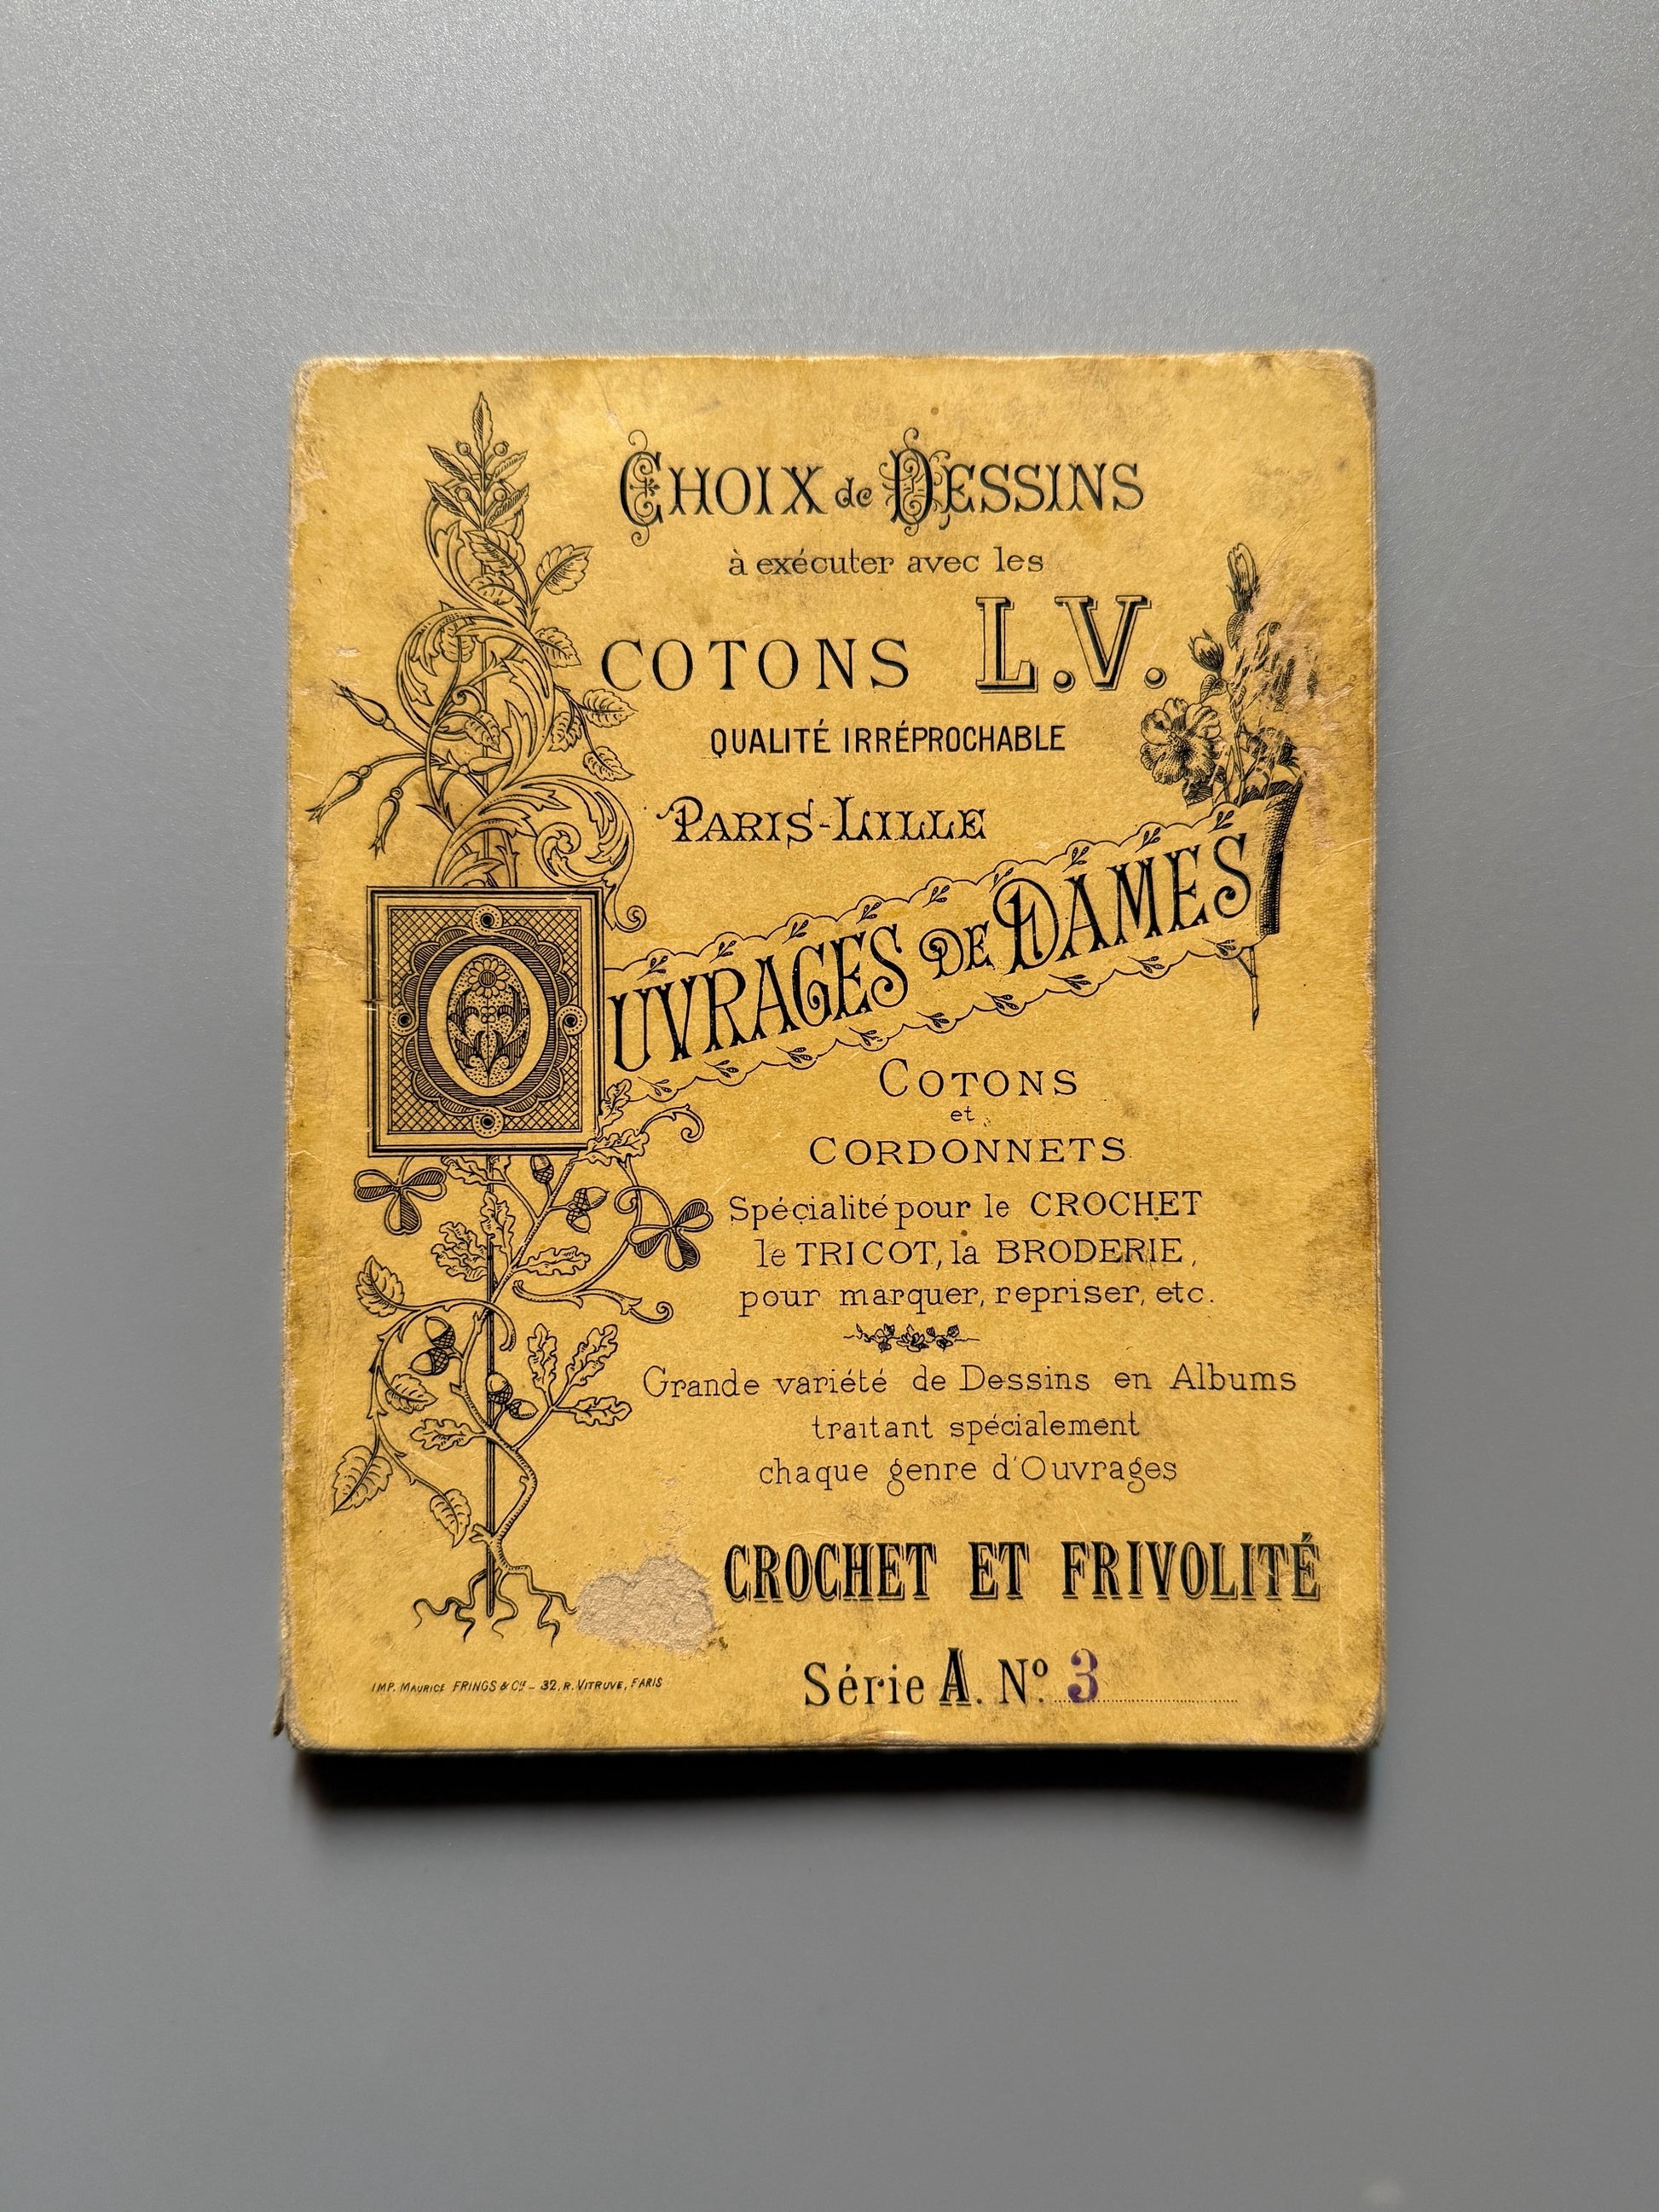 CHOIX de DESSINS
à exécuter avec les
COTONS L.V.
QUALITÉ IRRÉPROCHABLE
PARIS-LILLE
OUVRAGES DE DAMES
COTONS
et
CORDONNETS
Spécialité pour le CROCHET
le TRICOT, la BRODERIE,
pour marquer, repriser, etc.
Grande variété de Dessins en Albums
traitant spécialement
chaque genre d'Ouvrages
CROCHET ET FRIVOLITÉ
Série A. Nº. 3
IMP. MAURICE FRINGS & Cie - 32, R. VITRUVE, PARIS